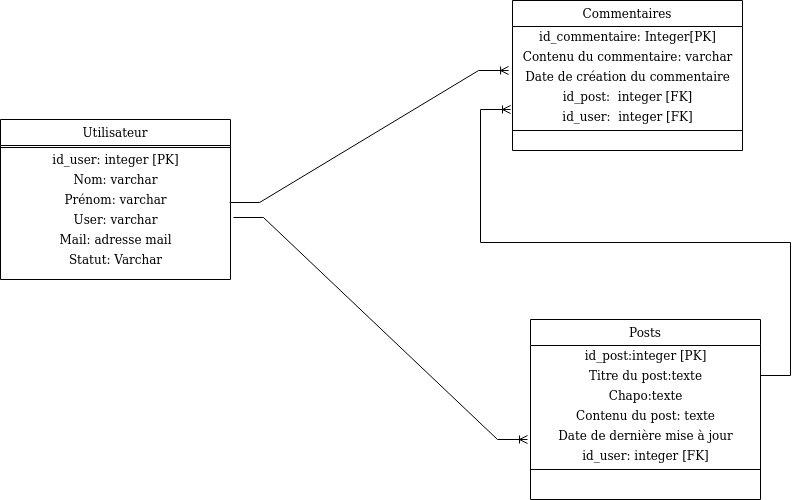 Commentaires
id_commentaire: Integer[PK]
Contenu du commentaire: varchar
Date de création du commentaire
id_post:  integer [FK]
id_user:  integer [FK]
Utilisateur
id_user: integer [PK]
Nom: varchar
Prénom: varchar
User: varchar
Mail: adresse mail
Statut: Varchar
Posts
id_post:integer [PK]
Titre du post:texte
Chapo:texte
Contenu du post: texte
Date de dernière mise à jour
id_user: integer [FK]